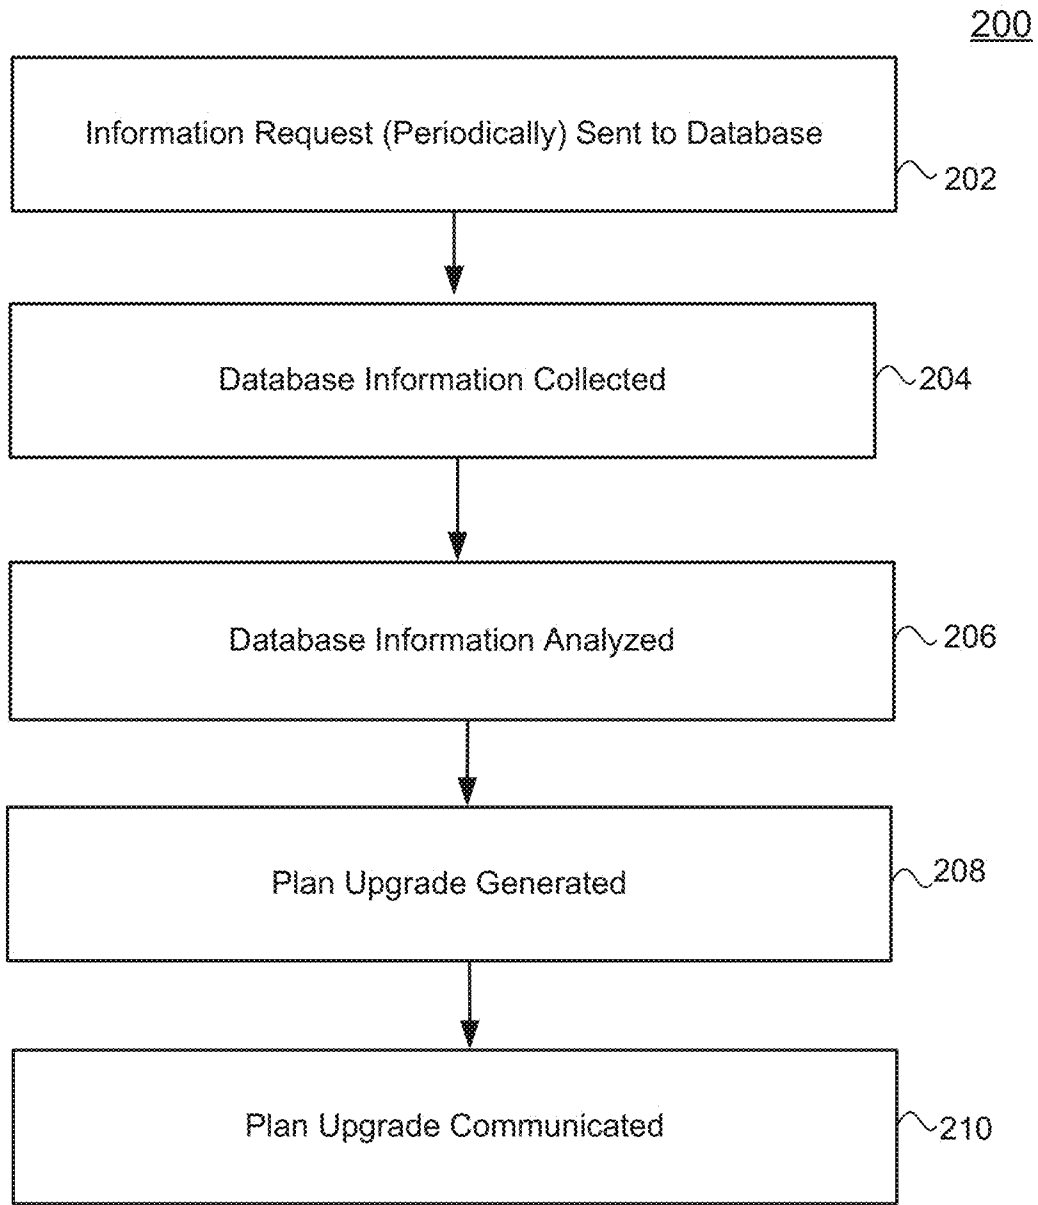 200
Information Request (Periodically) Sent to Database
202
Database Information Collected
204
Database Information Analyzed
206
Plan Upgrade Generated
208
Plan Upgrade Communicated
210